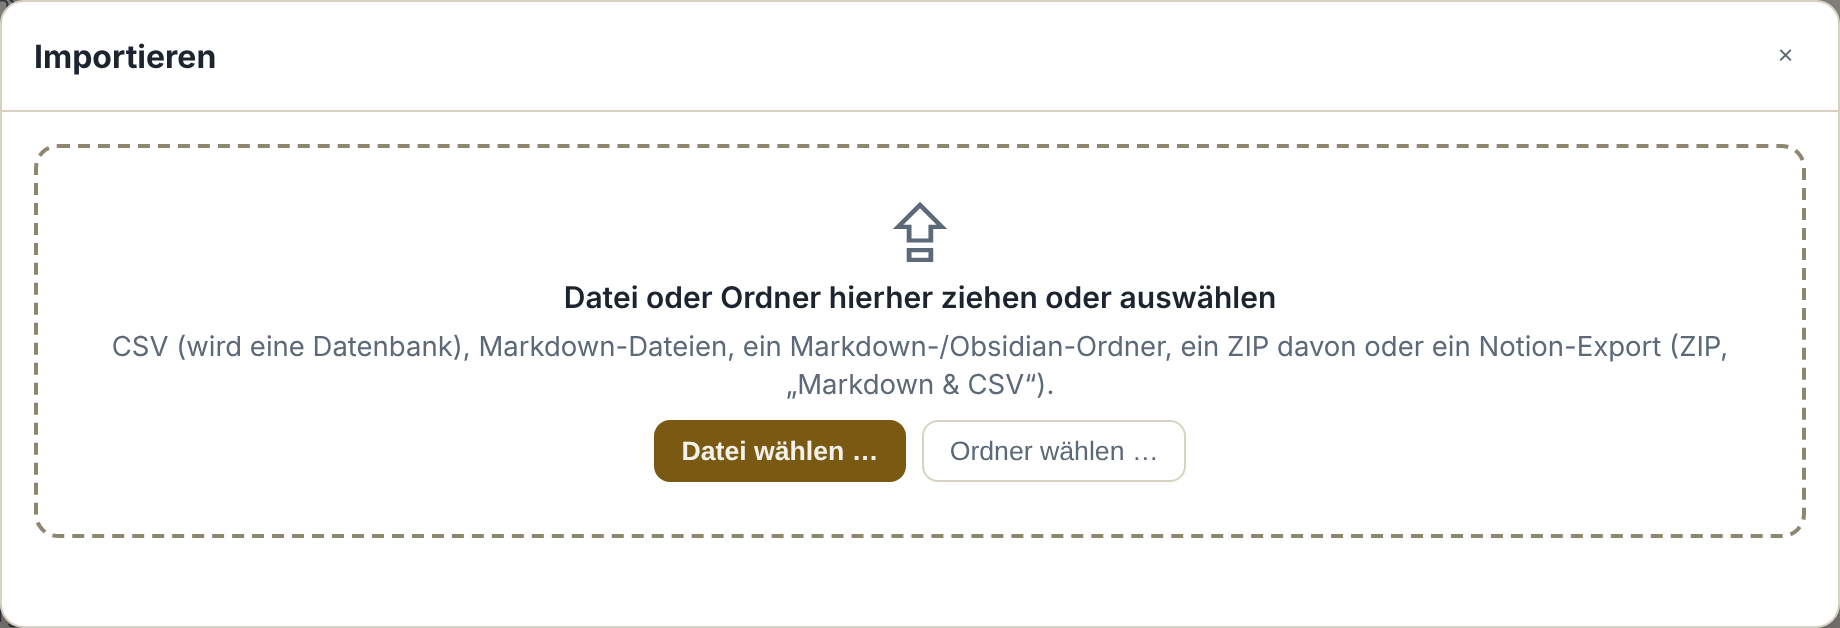 Importieren
×
Datei oder Ordner hierher ziehen oder auswählen
CSV (wird eine Datenbank), Markdown-Dateien, ein Markdown-/Obsidian-Ordner, ein ZIP davon oder ein Notion-Export (ZIP,
„Markdown & CSV“).
Datei wählen …
Ordner wählen …